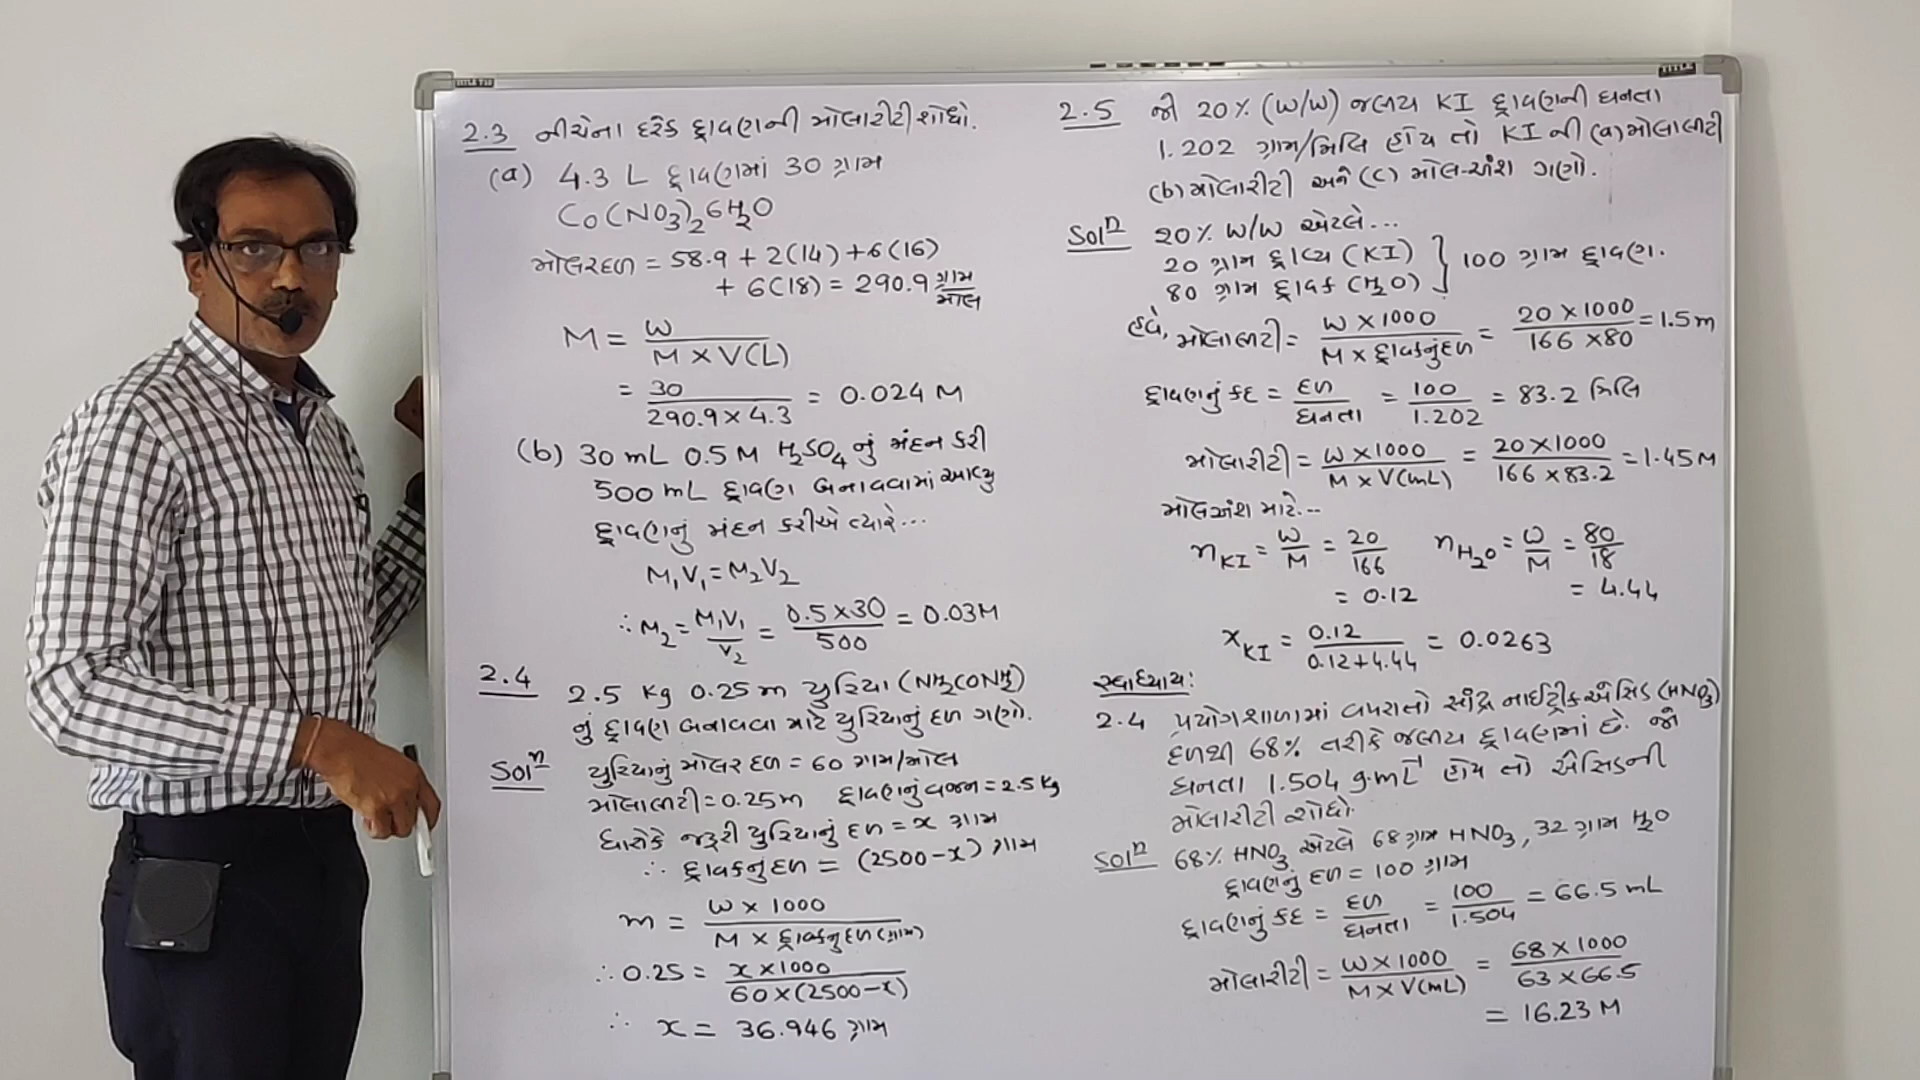 2.3 નીચેના દરેક દ્રાવણની મોલારીટી શોધો.
(a) 4.3 L દ્રાવણમાં 30 ગ્રામ
Co(NO3)2 6H2O
મોલરદળ = 58.9 + 2(14) + 6(16)
+ 6(18) = 290.9 ગ્રામ/મોલ
M = W / M × V(L)
= 30 / 290.9 × 4.3 = 0.024 M
(b) 30 mL 0.5 M H2SO4 નું મંદન કરી
500 mL દ્રાવણ બનાવવામાં આવ્યુ
દ્રાવણનું મંદન કરીએ ત્યારે...
M1V1 = M2V2
∴ M2 = M1V1 / V2 = 0.5 × 30 / 500 = 0.03M
2.4 2.5 Kg 0.25 m યુરિયા (NH2CONH2)
નું દ્રાવણ બનાવવા માટે યુરિયાનું દળ ગણો.
Solⁿ યુરિયાનું મોલર દળ = 60 ગ્રામ/મોલ
મોલાલીટી = 0.25m દ્રાવણનું વજન = 2.5 Kg
ધારોકે જરૂરી યુરિયાનું દળ = x ગ્રામ
∴ દ્રાવકનુ દળ = (2500-x) ગ્રામ
m = W × 1000 / M × દ્રાવકનુ દળ (ગ્રામ)
∴ 0.25 = x × 1000 / 60 × (2500-x)
∴ x = 36.946 ગ્રામ
2.5 જો 20% (W/W) જલીય KI દ્રાવણની ઘનતા
1.202 ગ્રામ/મિલિ હોય તો KI ની (a) મોલાલીટી
(b) મોલારીટી અને (c) મોલ-અંશ ગણો.
Solⁿ 20% W/W એટલે...
20 ગ્રામ દ્રાવ્ય (KI)
80 ગ્રામ દ્રાવક (H2O) } 100 ગ્રામ દ્રાવણ.
હવે, મોલાલીટી = W × 1000 / M × દ્રાવકનુંદળ = 20 × 1000 / 166 × 80 = 1.5 m
દ્રાવણનું કદ = દળ / ઘનતા = 100 / 1.202 = 83.2 મિલિ
મોલારીટી = W × 1000 / M × V(mL) = 20 × 1000 / 166 × 83.2 = 1.45 M
મોલઅંશ માટે...
nKI = W / M = 20 / 166 nH2O = W / M = 80 / 18
= 0.12 = 4.44
xKI = 0.12 / 0.12 + 4.44 = 0.0263
સ્વાધ્યાય:
2.4 પ્રયોગશાળામાં વપરાતો સાંદ્ર નાઈટ્રીક એસિડ (HNO3)
દળથી 68% તરીકે જલીય દ્રાવણમાં છે. જો
ઘનતા 1.504 g.mL⁻¹ હોય તો એસિડની
મોલારીટી શોધો.
Solⁿ 68% HNO3 એટલે 68 ગ્રામ HNO3, 32 ગ્રામ H2O
દ્રાવણનું દળ = 100 ગ્રામ
દ્રાવણનું કદ = દળ / ઘનતા = 100 / 1.504 = 66.5 mL
મોલારીટી = W × 1000 / M × V(mL) = 68 × 1000 / 63 × 66.5
= 16.23 M